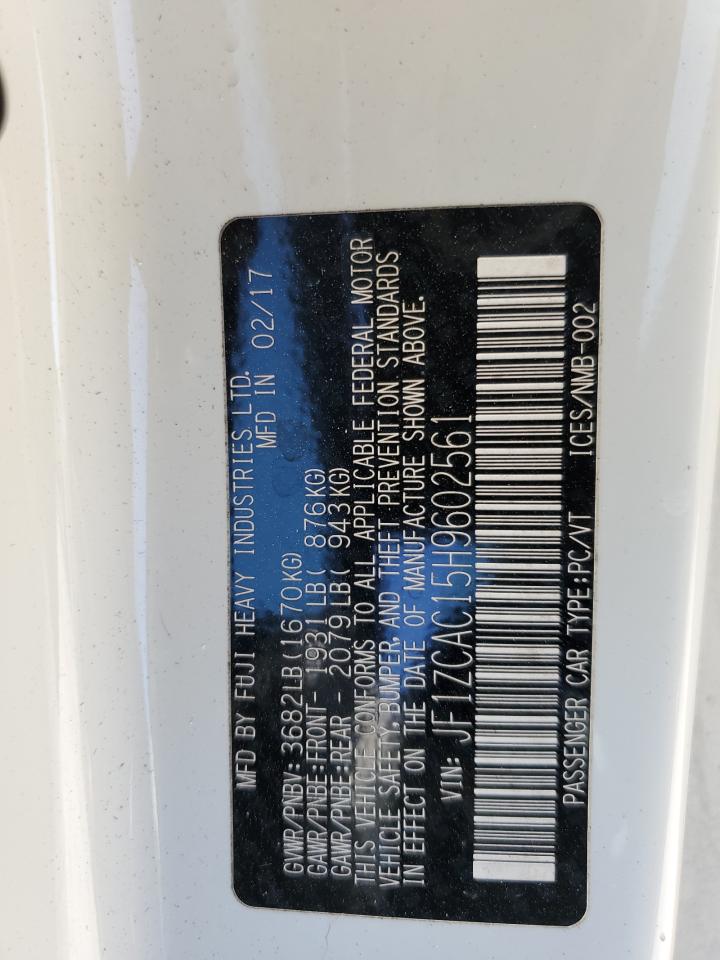 MFD BY FUJI HEAVY INDUSTRIES LTD.
MFD IN 02/17
GVWR/PNBV: 3682LB(1670KG)
GAWR/PNBE:FRONT- 1931LB( 876KG)
GAWR/PNBE:REAR - 2079LB( 943KG)
THIS VEHICLE CONFORMS TO ALL APPLICABLE FEDERAL MOTOR
VEHICLE SAFETY,BUMPER, AND THEFT PREVENTION STANDARDS
IN EFFECT ON THE DATE OF MANUFACTURE SHOWN ABOVE.
VIN: JF1ZCAC15H9602561
PASSENGER CAR TYPE:PC/VT ICES/NMB-002